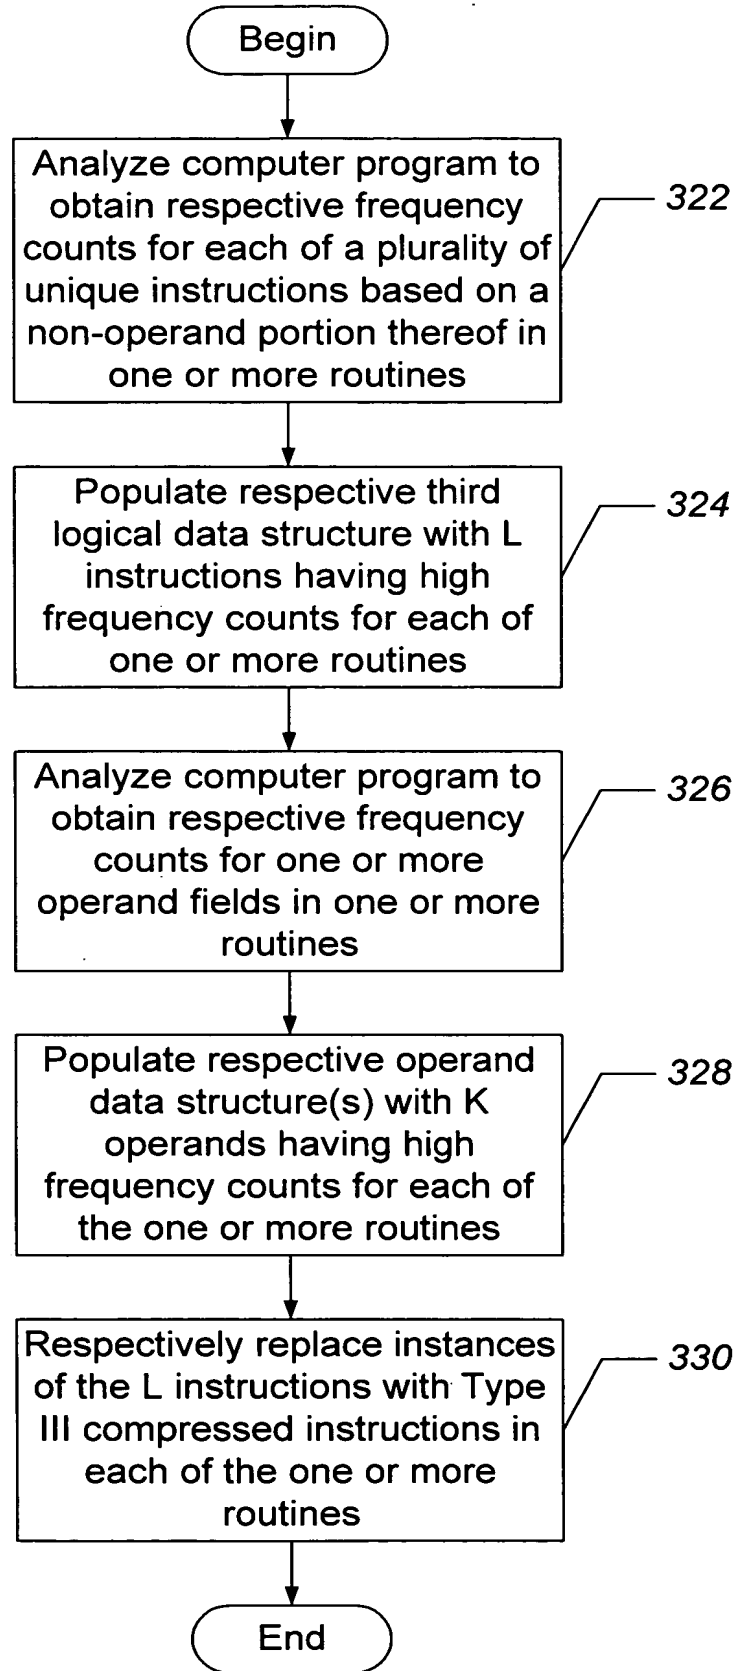 Begin
Analyze computer program to
obtain respective frequency
counts for each of a plurality of
unique instructions based on a
non-operand portion thereof in
one or more routines
322
Populate respective third
logical data structure with L
instructions having high
frequency counts for each of
one or more routines
324
Analyze computer program to
obtain respective frequency
counts for one or more
operand fields in one or more
routines
326
Populate respective operand
data structure(s) with K
operands having high
frequency counts for each of
the one or more routines
328
Respectively replace instances
of the L instructions with Type
III compressed instructions in
each of the one or more
routines
330
End